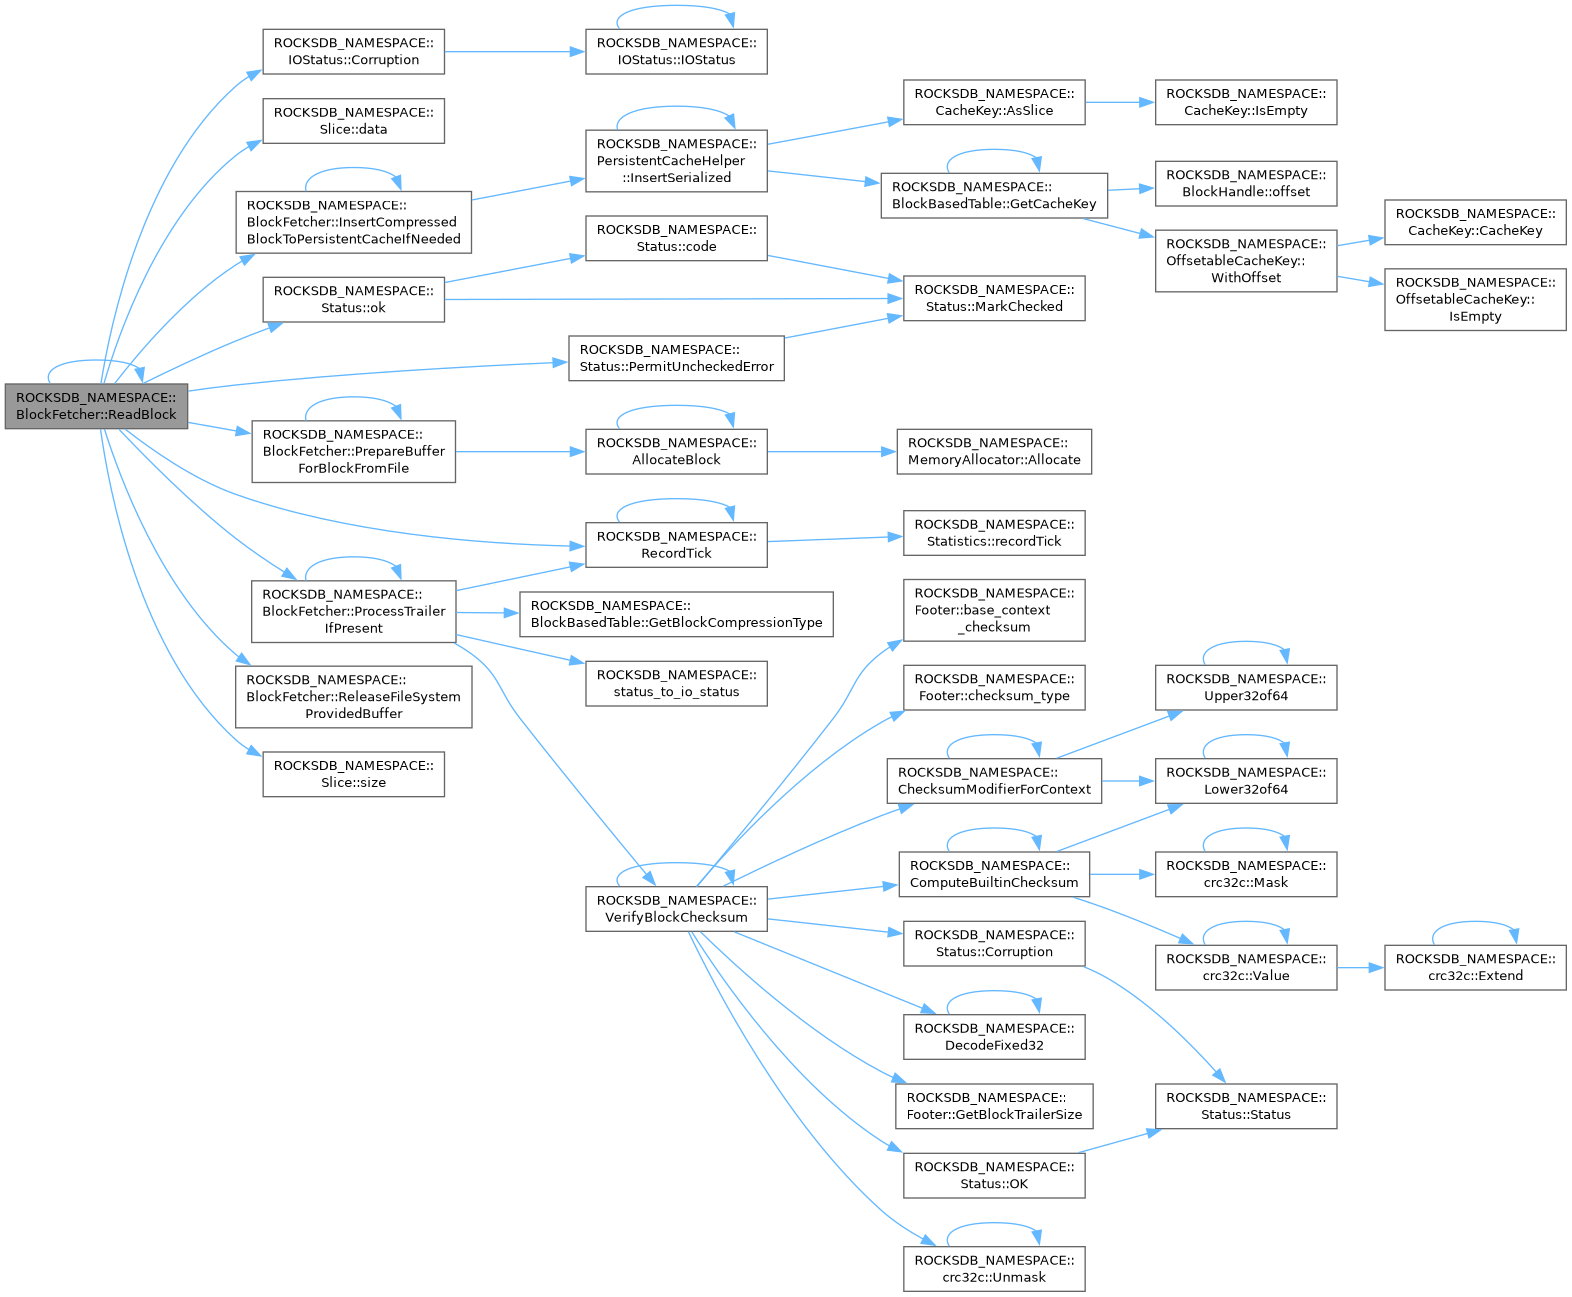 ROCKSDB_NAMESPACE::
BlockFetcher::ReadBlock
ROCKSDB_NAMESPACE::
IOStatus::Corruption
ROCKSDB_NAMESPACE::
IOStatus::IOStatus
ROCKSDB_NAMESPACE::
Slice::data
ROCKSDB_NAMESPACE::
BlockFetcher::InsertCompressed
BlockToPersistentCacheIfNeeded
ROCKSDB_NAMESPACE::
PersistentCacheHelper
::InsertSerialized
ROCKSDB_NAMESPACE::
CacheKey::AsSlice
ROCKSDB_NAMESPACE::
CacheKey::IsEmpty
ROCKSDB_NAMESPACE::
BlockBasedTable::GetCacheKey
ROCKSDB_NAMESPACE::
BlockHandle::offset
ROCKSDB_NAMESPACE::
OffsetableCacheKey::
WithOffset
ROCKSDB_NAMESPACE::
CacheKey::CacheKey
ROCKSDB_NAMESPACE::
OffsetableCacheKey::
IsEmpty
ROCKSDB_NAMESPACE::
Status::ok
ROCKSDB_NAMESPACE::
Status::code
ROCKSDB_NAMESPACE::
Status::MarkChecked
ROCKSDB_NAMESPACE::
Status::PermitUncheckedError
ROCKSDB_NAMESPACE::
BlockFetcher::PrepareBuffer
ForBlockFromFile
ROCKSDB_NAMESPACE::
AllocateBlock
ROCKSDB_NAMESPACE::
MemoryAllocator::Allocate
ROCKSDB_NAMESPACE::
RecordTick
ROCKSDB_NAMESPACE::
Statistics::recordTick
ROCKSDB_NAMESPACE::
BlockFetcher::ProcessTrailer
IfPresent
ROCKSDB_NAMESPACE::
BlockBasedTable::GetBlockCompressionType
ROCKSDB_NAMESPACE::
status_to_io_status
ROCKSDB_NAMESPACE::
BlockFetcher::ReleaseFileSystem
ProvidedBuffer
ROCKSDB_NAMESPACE::
Slice::size
ROCKSDB_NAMESPACE::
VerifyBlockChecksum
ROCKSDB_NAMESPACE::
Footer::base_context
_checksum
ROCKSDB_NAMESPACE::
Footer::checksum_type
ROCKSDB_NAMESPACE::
ChecksumModifierForContext
ROCKSDB_NAMESPACE::
Upper32of64
ROCKSDB_NAMESPACE::
Lower32of64
ROCKSDB_NAMESPACE::
ComputeBuiltinChecksum
ROCKSDB_NAMESPACE::
crc32c::Mask
ROCKSDB_NAMESPACE::
crc32c::Value
ROCKSDB_NAMESPACE::
crc32c::Extend
ROCKSDB_NAMESPACE::
Status::Corruption
ROCKSDB_NAMESPACE::
DecodeFixed32
ROCKSDB_NAMESPACE::
Footer::GetBlockTrailerSize
ROCKSDB_NAMESPACE::
Status::OK
ROCKSDB_NAMESPACE::
Status::Status
ROCKSDB_NAMESPACE::
crc32c::Unmask